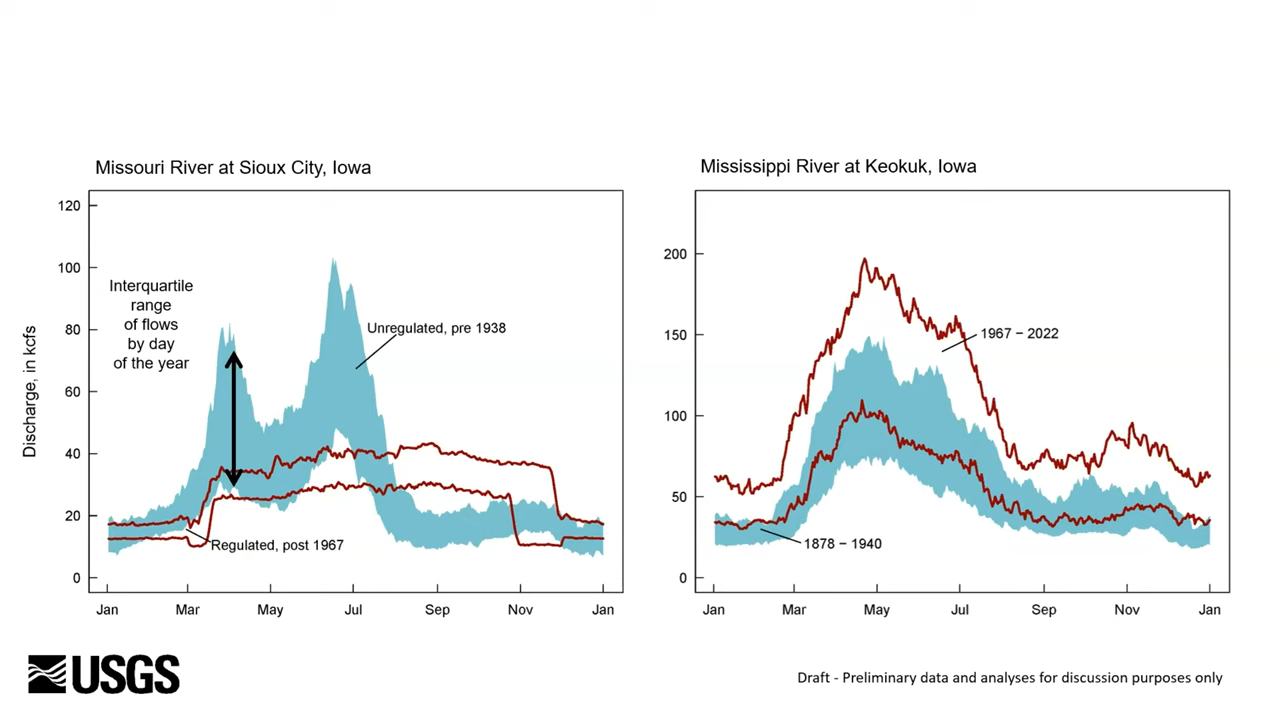 Missouri River at Sioux City, Iowa
120
100
80
60
40
20
0
Discharge, in kcfs
Interquartile
range
of flows
by day
of the year
Unregulated, pre 1938
Regulated, post 1967
Jan
Mar
May
Jul
Sep
Nov
Jan
Mississippi River at Keokuk, Iowa
200
150
100
50
0
1967 – 2022
1878 – 1940
Jan
Mar
May
Jul
Sep
Nov
Jan
USGS
Draft - Preliminary data and analyses for discussion purposes only